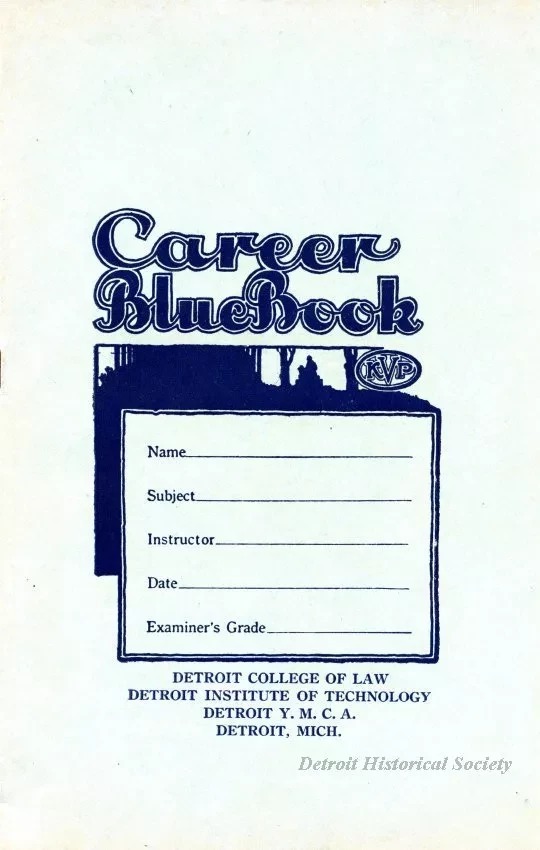 Career
BlueBook
KVP
Name
Subject
Instructor
Date
Examiner's Grade
DETROIT COLLEGE OF LAW
DETROIT INSTITUTE OF TECHNOLOGY
DETROIT Y. M. C. A.
DETROIT, MICH.
Detroit Historical Society